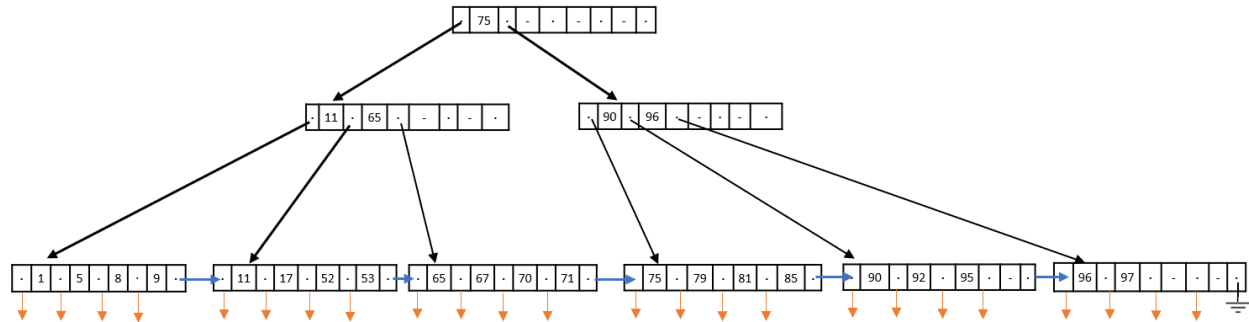 · 75 · - · - · - ·
· 11 · 65 · - · - ·
· 90 · 96 · - · - ·
· 1 · 5 · 8 · 9 ·
· 11 · 17 · 52 · 53 ·
· 65 · 67 · 70 · 71 ·
· 75 · 79 · 81 · 85 ·
· 90 · 92 · 95 · - ·
· 96 · 97 · - · - ·